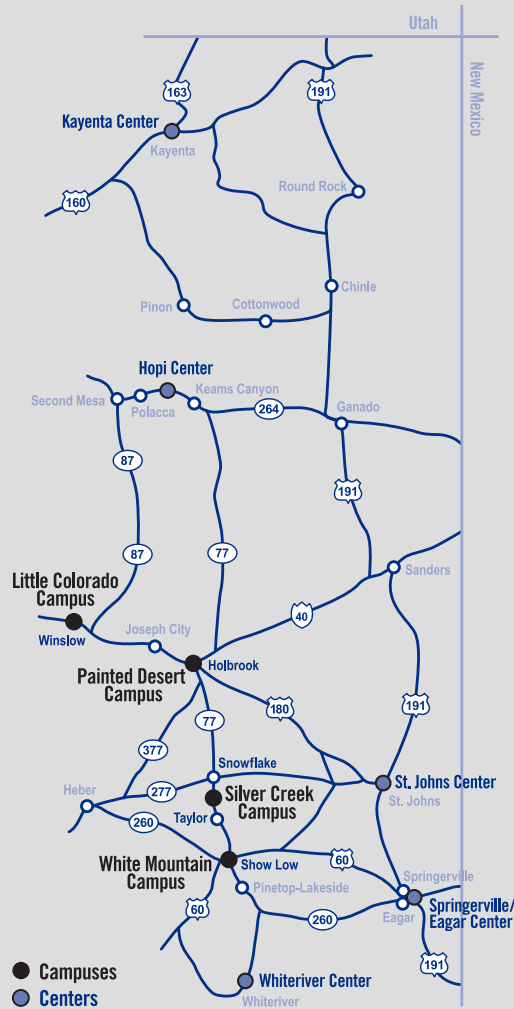 Utah
New Mexico
163
191
Kayenta Center
Kayenta
160
Round Rock
Chinle
Pinon
Cottonwood
Hopi Center
Second Mesa
Polacca
Keams Canyon
264
Ganado
87
191
87
77
Sanders
Little Colorado
Campus
Winslow
Joseph City
40
Painted Desert
Campus
Holbrook
180
191
77
377
Snowflake
277
Heber
Silver Creek
Campus
St. Johns Center
St. Johns
Taylor
260
White Mountain
Campus
Show Low
60
Pinetop-Lakeside
Springerville
Eagar
Springerville/
Eagar Center
60
260
191
Whiteriver Center
Whiteriver
Campuses
Centers